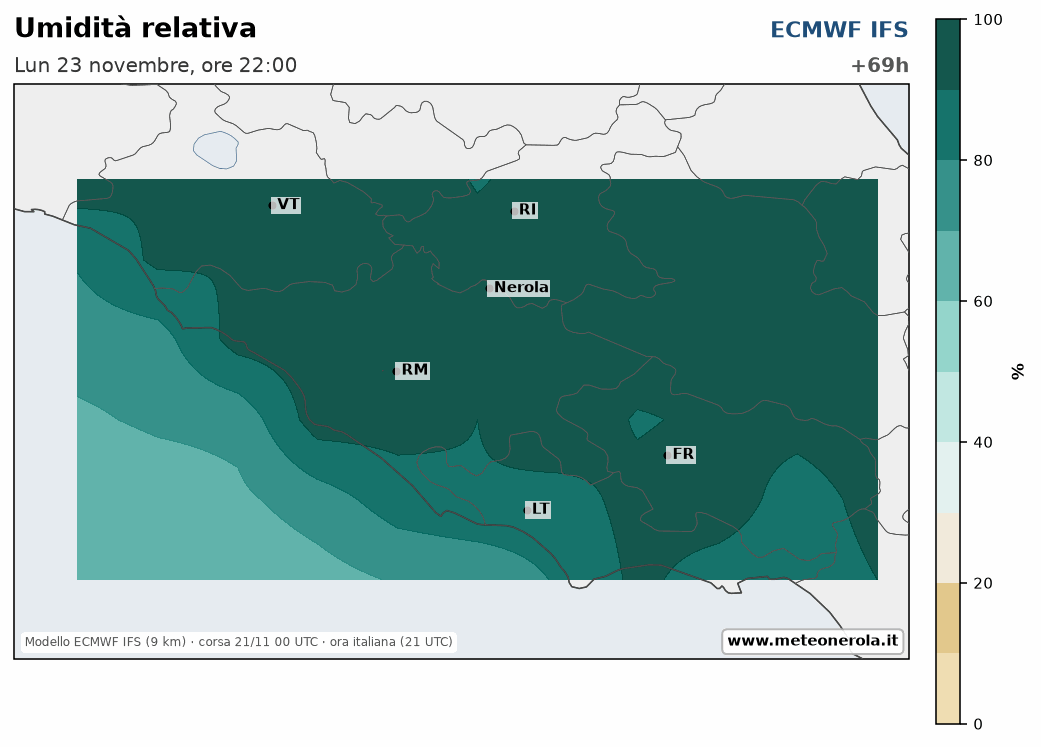 Umidità relativa
ECMWF IFS
Lun 23 novembre, ore 22:00
+69h
100
80
60
40
20
0
%
VT
RI
Nerola
RM
FR
LT
Modello ECMWF IFS (9 km) · corsa 21/11 00 UTC · ora italiana (21 UTC)
www.meteonerola.it